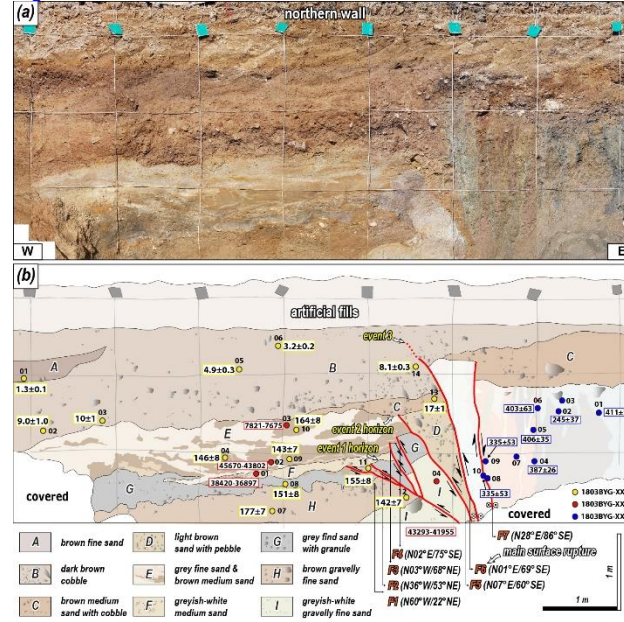 (a)
northern wall
W
E
(b)
artificial fills
event 3
06
3.2±0.2
A
05
B
4.9±0.3
8.1±0.3
14
C
01
1.3±0.1
13
17±1
06
03
01
403±63
02
245±37
411±
9.0±1.0
02
10±1
03
7821-7675
03
164±8
10
C
event 2 horizon
D
E
G
05
406±35
335±53
146±8
04
143±7
event 1 horizon
45670-43802
02
09
11
09
07
04
387±26
01
F
155±8
04
10
08
38420-36897
08
151±8
12
335±53
covered
G
H
142±7
I
I
covered
177±7
07
43293-41955
F7 (N28°E/86°SE)
main surface rupture
F6 (N01°E/69°SE)
F5 (N07°E/60°SE)
F4 (N02°E/75°SE)
F3 (N03°W/68°NE)
F2 (N36°W/53°NE)
F1 (N60°W/22°NE)
1803BYG-XX
1803BYG-XX
1803BYG-XX
1 m
1 m
A brown fine sand
D light brown sand with pebble
G grey find sand with granule
B dark brown cobble
E grey fine sand & brown medium sand
H brown gravelly fine sand
C brown medium sand with cobble
F greyish-white medium sand
I greyish-white gravelly fine sand